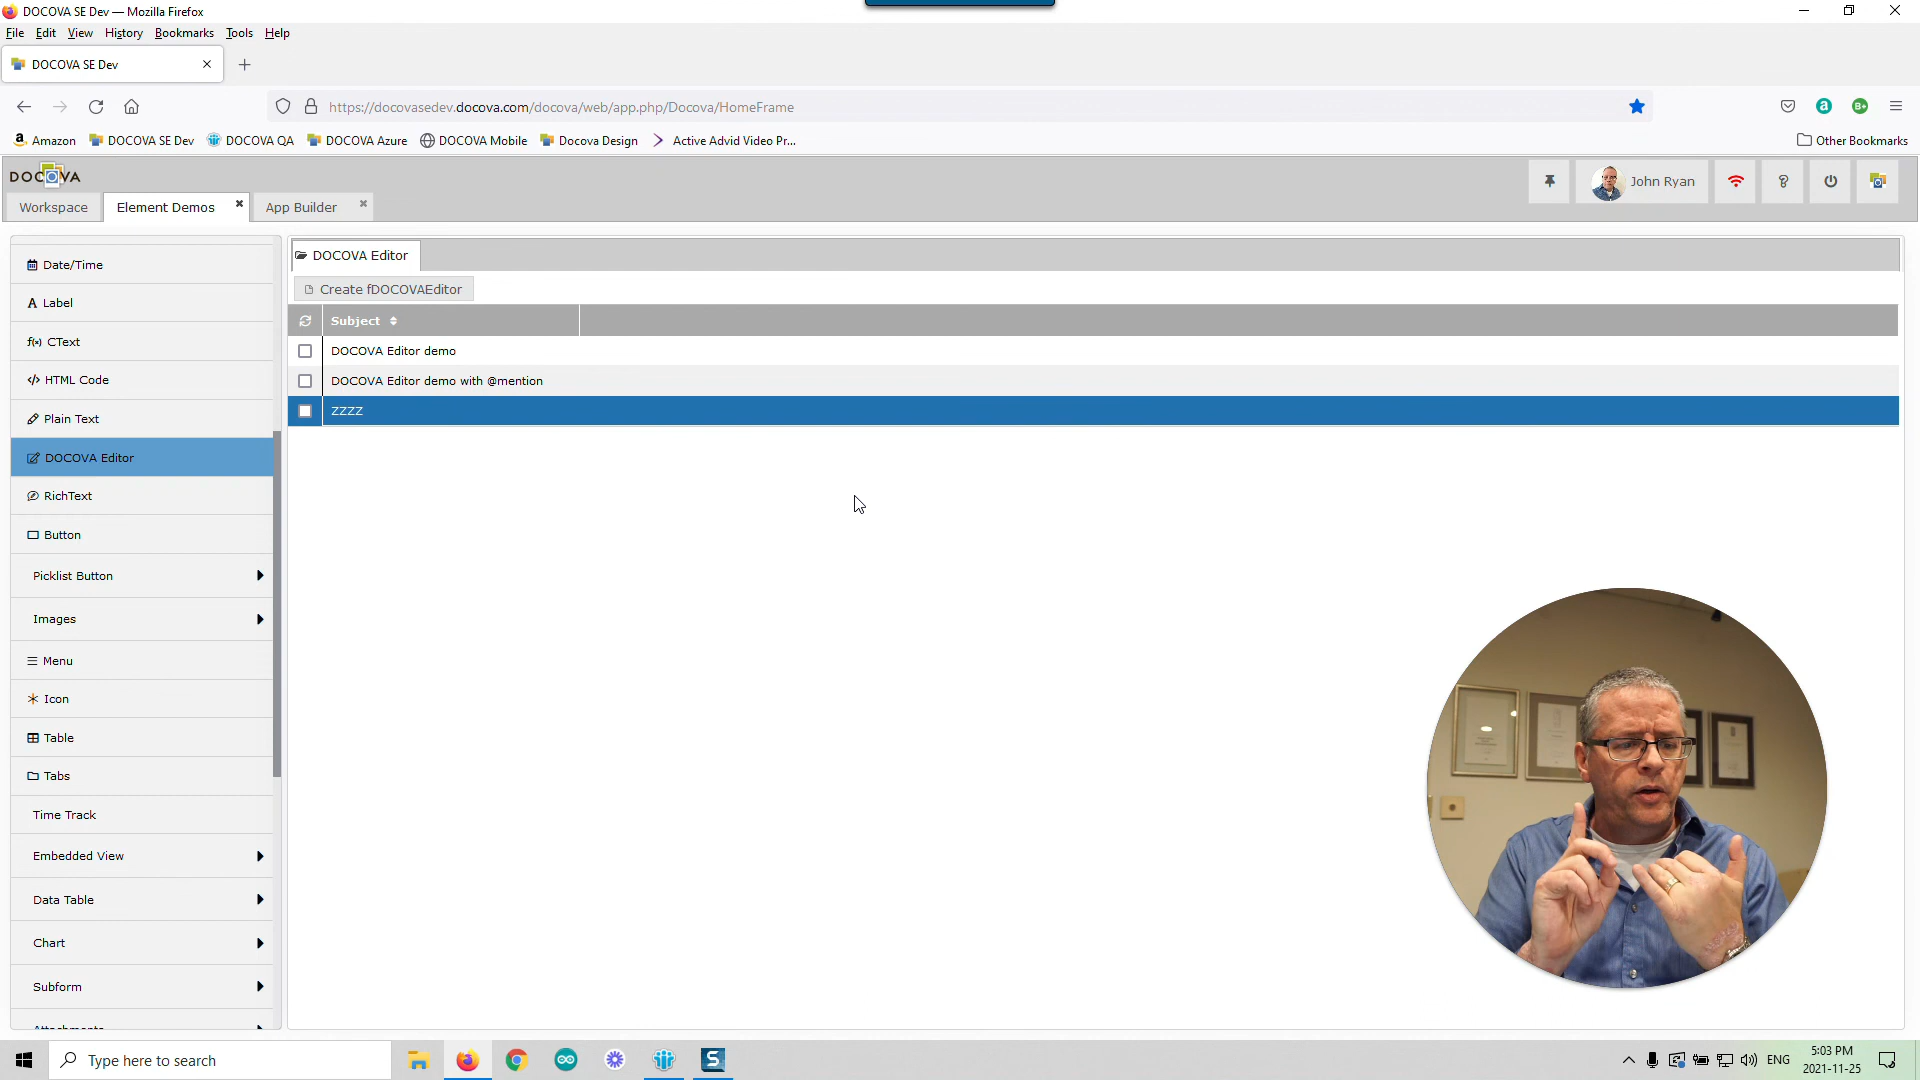 DOCOVA SE Dev — Mozilla Firefox
File Edit View History Bookmarks Tools Help
DOCOVA SE Dev
https://docovasedev.docova.com/docova/web/app.php/Docova/HomeFrame
Amazon DOCOVA SE Dev DOCOVA QA DOCOVA Azure DOCOVA Mobile Docova Design Active Advid Video Pr... Other Bookmarks
DOCOVA
John Ryan
Workspace Element Demos App Builder
DOCOVA Editor
Create fDOCOVAEditor
Subject
DOCOVA Editor demo
DOCOVA Editor demo with @mention
ZZZZ
Date/Time
A Label
f(x) CText
</> HTML Code
Plain Text
DOCOVA Editor
RichText
Button
Picklist Button
Images
Menu
Icon
Table
Tabs
Time Track
Embedded View
Data Table
Chart
Subform
Attachments
Type here to search
ENG
5:03 PM
2021-11-25